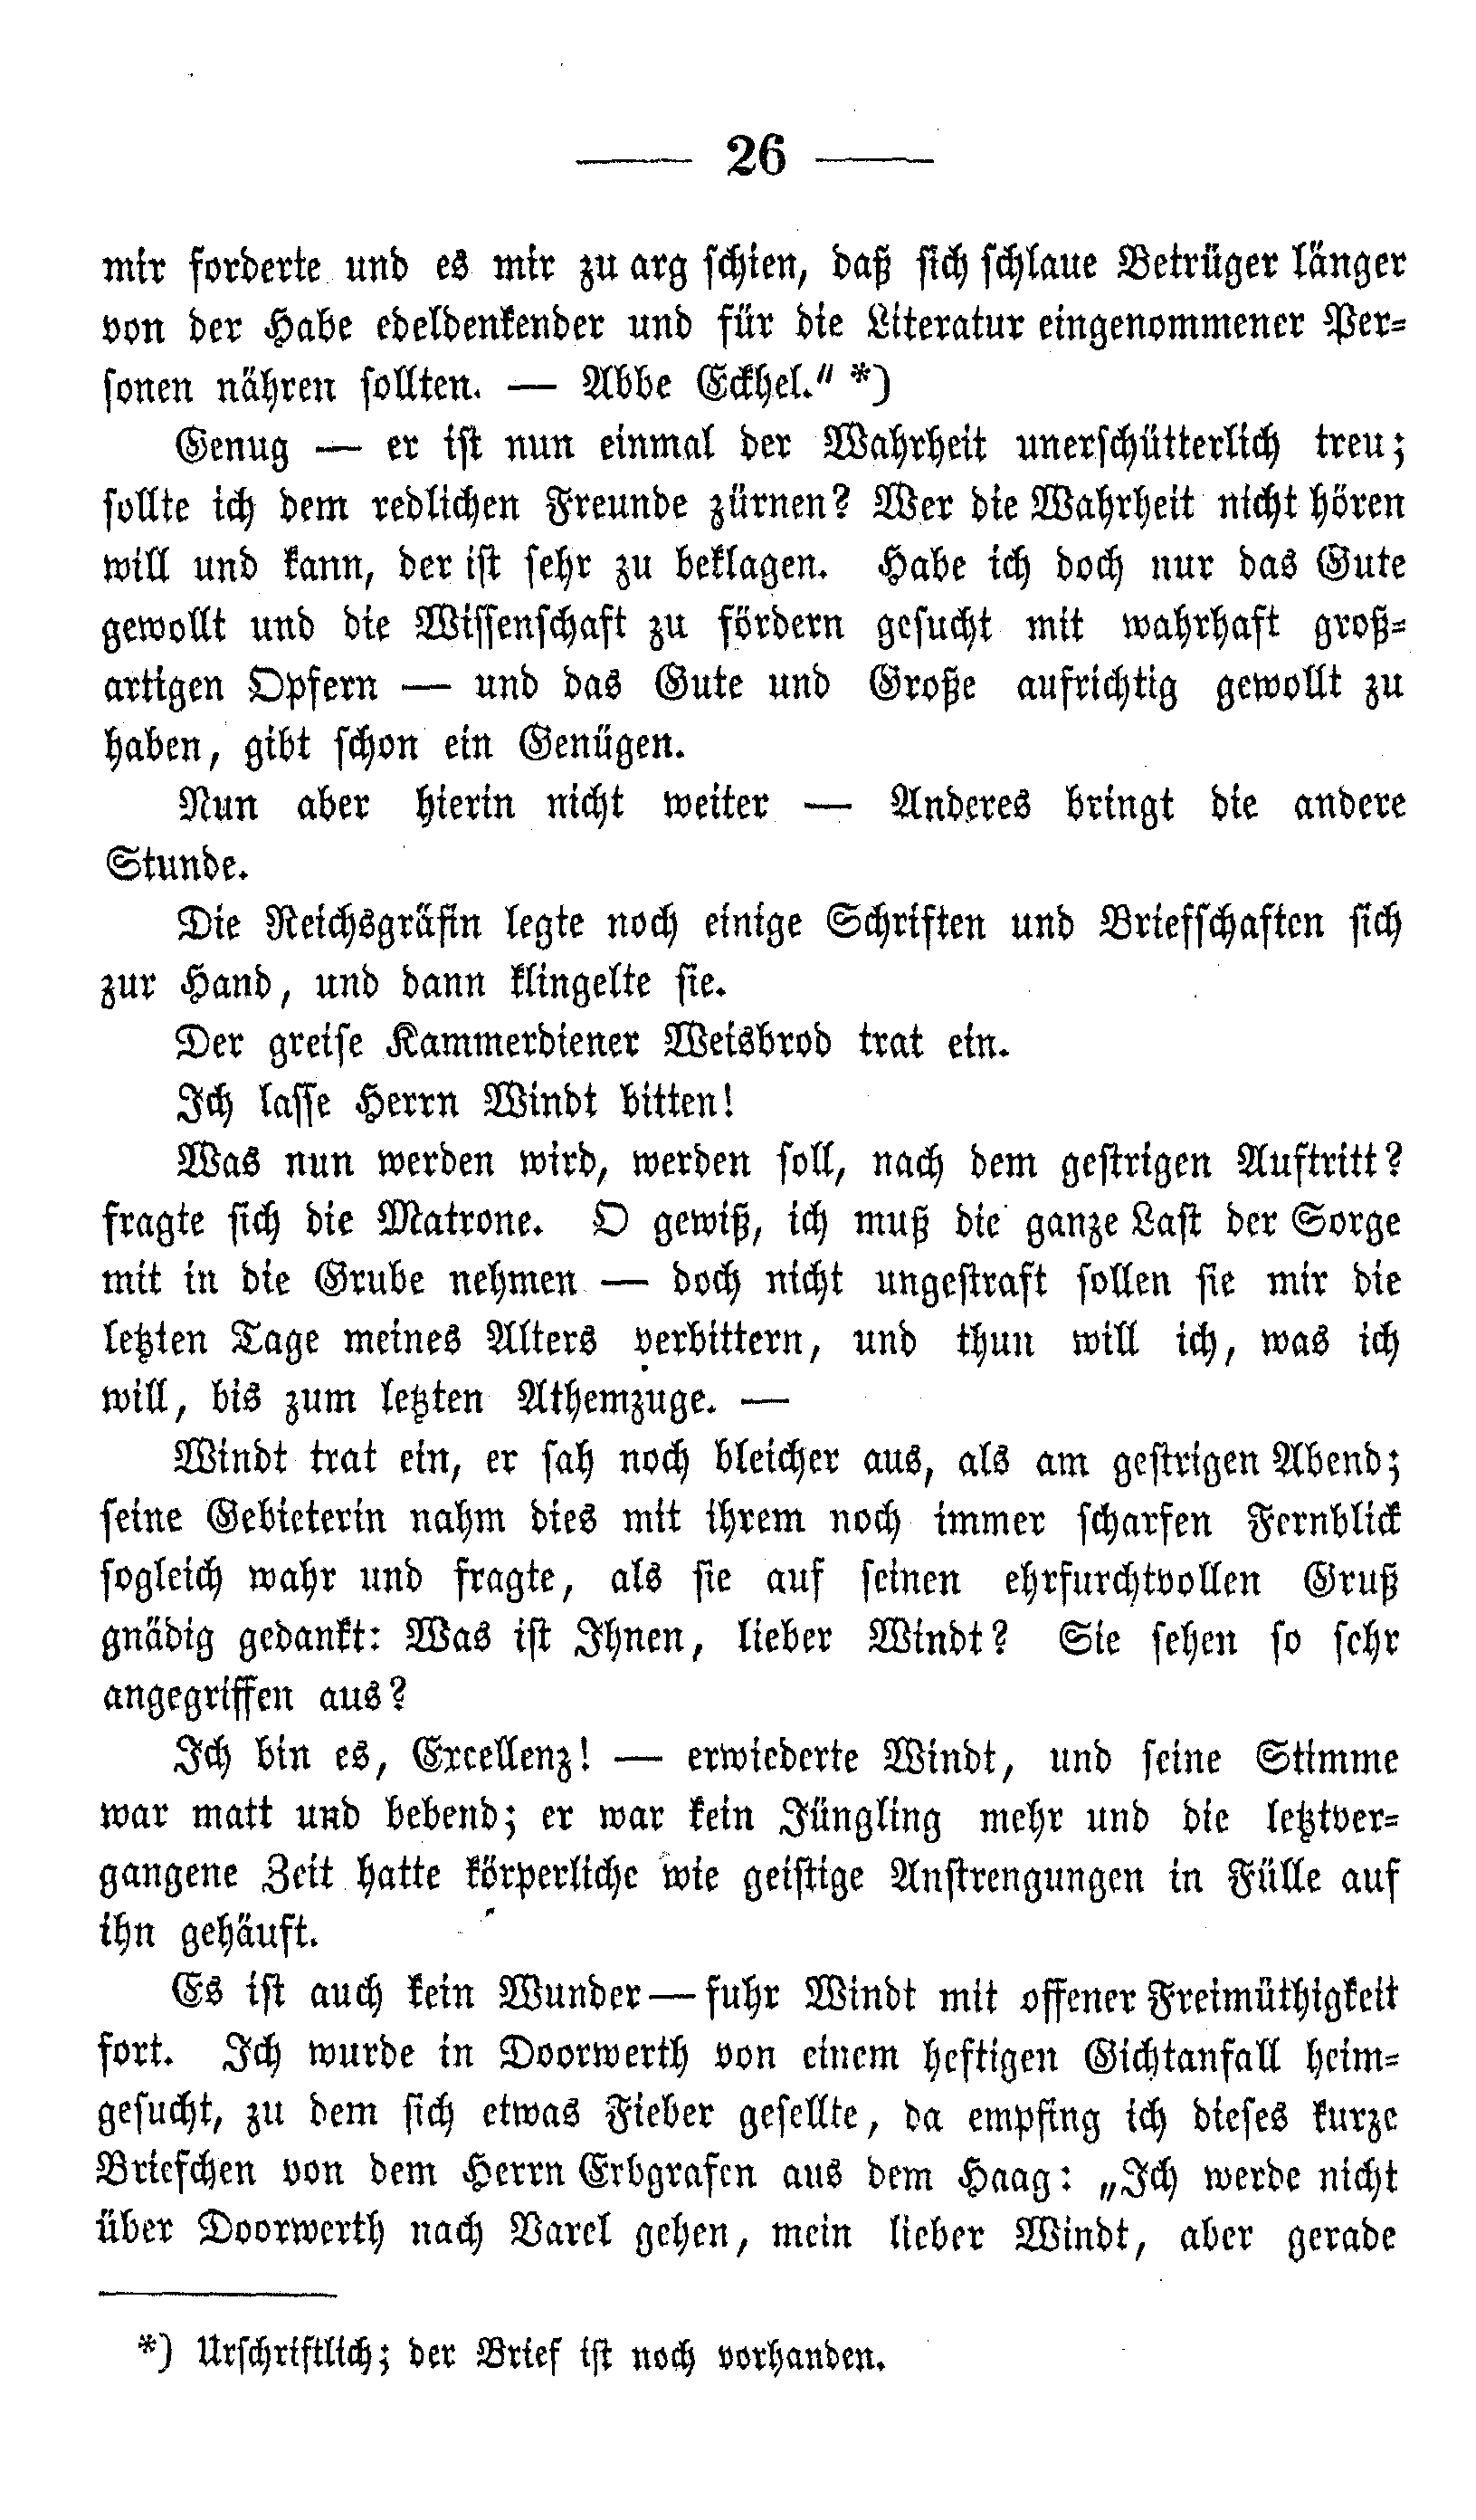 — 26 —
mir forderte und es mir zu arg schien, daß sich schlaue Betrüger länger
von der Habe edeldenkender und für die Literatur eingenommener Per-
sonen nähren sollten. — Abbe Eckhel." *)
Genug — er ist nun einmal der Wahrheit unerschütterlich treu;
sollte ich dem redlichen Freunde zürnen? Wer die Wahrheit nicht hören
will und kann, der ist sehr zu beklagen. Habe ich doch nur das Gute
gewollt und die Wissenschaft zu fördern gesucht mit wahrhaft groß-
artigen Opfern — und das Gute und Große aufrichtig gewollt zu
haben, gibt schon ein Genügen.
Nun aber hierin nicht weiter — Anderes bringt die andere
Stunde.
Die Reichsgräfin legte noch einige Schriften und Briefschaften sich
zur Hand, und dann klingelte sie.
Der greise Kammerdiener Weisbrod trat ein.
Ich lasse Herrn Windt bitten!
Was nun werden wird, werden soll, nach dem gestrigen Auftritt?
fragte sich die Matrone. O gewiß, ich muß die ganze Last der Sorge
mit in die Grube nehmen — doch nicht ungestraft sollen sie mir die
letzten Tage meines Alters verbittern, und thun will ich, was ich
will, bis zum letzten Athemzuge. —
Windt trat ein, er sah noch bleicher aus, als am gestrigen Abend;
seine Gebieterin nahm dies mit ihrem noch immer scharfen Fernblick
sogleich wahr und fragte, als sie auf seinen ehrfurchtvollen Gruß
gnädig gedankt: Was ist Ihnen, lieber Windt? Sie sehen so sehr
angegriffen aus?
Ich bin es, Excellenz! — erwiederte Windt, und seine Stimme
war matt und bebend; er war kein Jüngling mehr und die letztver-
gangene Zeit hatte körperliche wie geistige Anstrengungen in Fülle auf
ihn gehäuft.
Es ist auch kein Wunder — fuhr Windt mit offener Freimüthigkeit
fort. Ich wurde in Doorwerth von einem heftigen Gichtanfall heim-
gesucht, zu dem sich etwas Fieber gesellte, da empfing ich dieses kurze
Briefchen von dem Herrn Erbgrafen aus dem Haag: „Ich werde nicht
über Doorwerth nach Varel gehen, mein lieber Windt, aber gerade
*) Urschriftlich; der Brief ist noch vorhanden.